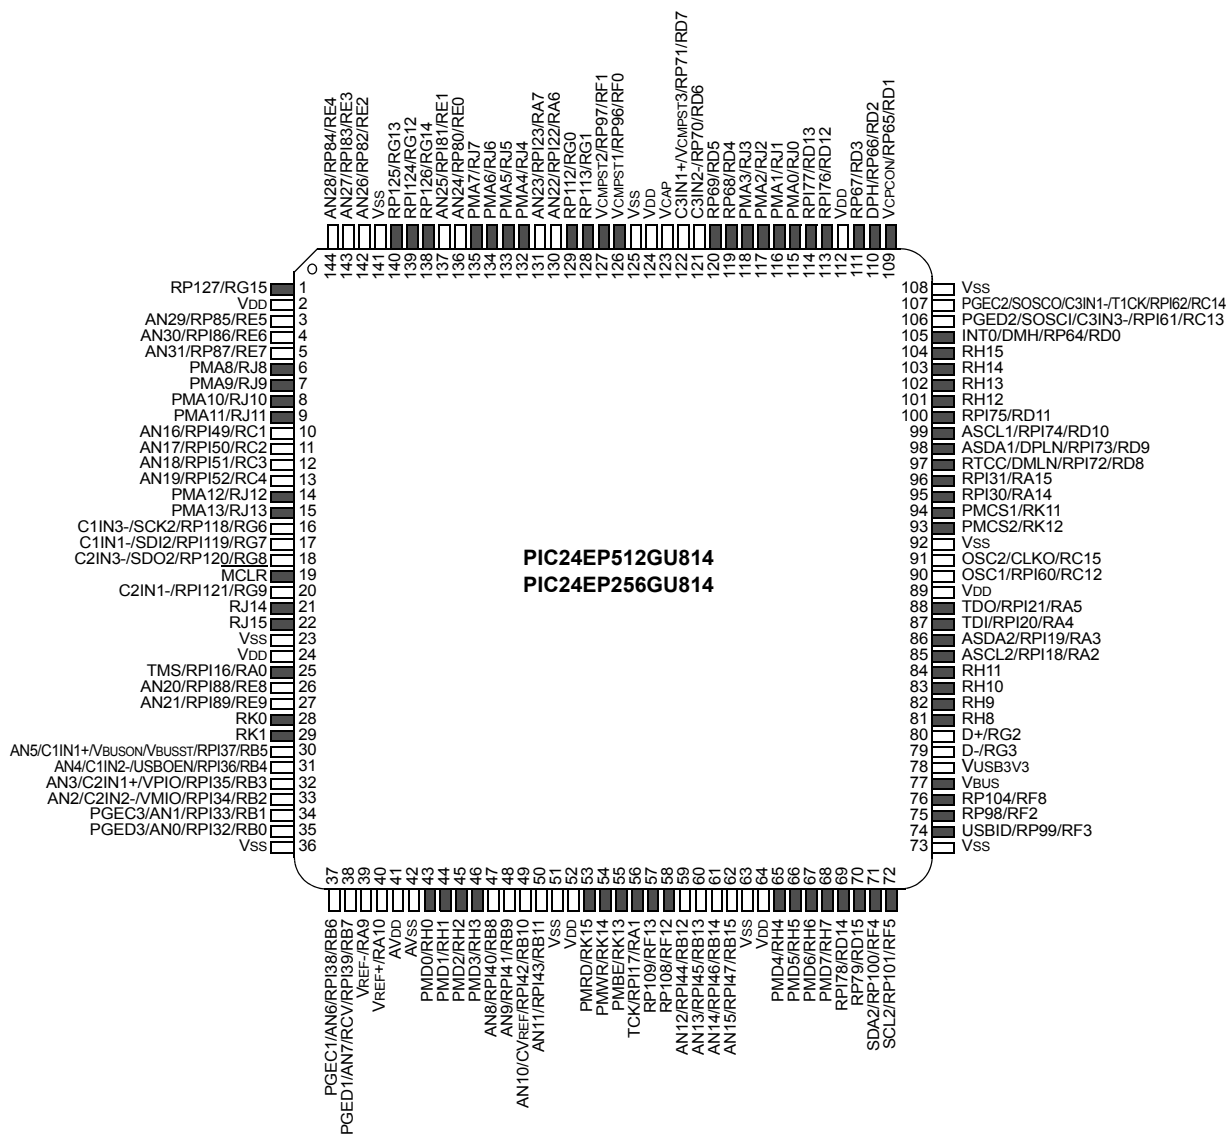 AN28/RP84/RE4
AN27/RPI83/RE3
AN26/RP82/RE2
VSS
RP125/RG13
RPI124/RG12
RP126/RG14
AN25/RPI81/RE1
AN24/RP80/RE0
PMA7/RJ7
PMA6/RJ6
PMA5/RJ5
PMA4/RJ4
AN23/RPI23/RA7
AN22/RPI22/RA6
RP112/RG0
RP113/RG1
VCMPST2/RP97/RF1
VCMPST1/RP96/RF0
VSS
VDD
VCAP
C3IN1+/VCMPST3/RP71/RD7
C3IN2-/RP70/RD6
RP69/RD5
RP68/RD4
PMA3/RJ3
PMA2/RJ2
PMA1/RJ1
PMA0/RJ0
RPI77/RD13
RPI76/RD12
VDD
RP67/RD3
DPH/RP66/RD2
VCPCON/RP65/RD1
144
143
142
141
140
139
138
137
136
135
134
133
132
131
130
129
128
127
126
125
124
123
122
121
120
119
118
117
116
115
114
113
112
111
110
109
RP127/RG15 1
VDD 2
AN29/RP85/RE5 3
AN30/RPI86/RE6 4
AN31/RP87/RE7 5
PMA8/RJ8 6
PMA9/RJ9 7
PMA10/RJ10 8
PMA11/RJ11 9
AN16/RPI49/RC1 10
AN17/RPI50/RC2 11
AN18/RPI51/RC3 12
AN19/RPI52/RC4 13
PMA12/RJ12 14
PMA13/RJ13 15
C1IN3-/SCK2/RP118/RG6 16
C1IN1-/SDI2/RPI119/RG7 17
C2IN3-/SDO2/RP120/RG8 18
MCLR 19
C2IN1-/RPI121/RG9 20
RJ14 21
RJ15 22
VSS 23
VDD 24
TMS/RPI16/RA0 25
AN20/RPI88/RE8 26
AN21/RPI89/RE9 27
RK0 28
RK1 29
AN5/C1IN1+/VBUSON/VBUSST/RPI37/RB5 30
AN4/C1IN2-/USBOEN/RPI36/RB4 31
AN3/C2IN1+/VPIO/RPI35/RB3 32
AN2/C2IN2-/VMIO/RPI34/RB2 33
PGEC3/AN1/RPI33/RB1 34
PGED3/AN0/RPI32/RB0 35
VSS 36
PIC24EP512GU814
PIC24EP256GU814
108 VSS
107 PGEC2/SOSCO/C3IN1-/T1CK/RPI62/RC14
106 PGED2/SOSCI/C3IN3-/RPI61/RC13
105 INT0/DMH/RP64/RD0
104 RH15
103 RH14
102 RH13
101 RH12
100 RPI75/RD11
99 ASCL1/RPI74/RD10
98 ASDA1/DPLN/RPI73/RD9
97 RTCC/DMLN/RPI72/RD8
96 RPI31/RA15
95 RPI30/RA14
94 PMCS1/RK11
93 PMCS2/RK12
92 VSS
91 OSC2/CLKO/RC15
90 OSC1/RPI60/RC12
89 VDD
88 TDO/RPI21/RA5
87 TDI/RPI20/RA4
86 ASDA2/RPI19/RA3
85 ASCL2/RPI18/RA2
84 RH11
83 RH10
82 RH9
81 RH8
80 D+/RG2
79 D-/RG3
78 VUSB3V3
77 VBUS
76 RP104/RF8
75 RP98/RF2
74 USBID/RP99/RF3
73 VSS
37
38
39
40
41
42
43
44
45
46
47
48
49
50
51
52
53
54
55
56
57
58
59
60
61
62
63
64
65
66
67
68
69
70
71
72
PGEC1/AN6/RPI38/RB6
PGED1/AN7/RCV/RPI39/RB7
VREF-/RA9
VREF+/RA10
AVDD
AVSS
PMD0/RH0
PMD1/RH1
PMD2/RH2
PMD3/RH3
AN8/RPI40/RB8
AN9/RPI41/RB9
AN10/CVREF/RPI42/RB10
AN11/RPI43/RB11
VSS
VDD
PMRD/RK15
PMWR/RK14
PMBE/RK13
TCK/RPI17/RA1
RP109/RF13
RP108/RF12
AN12/RPI44/RB12
AN13/RPI45/RB13
AN14/RPI46/RB14
AN15/RPI47/RB15
VSS
VDD
PMD4/RH4
PMD5/RH5
PMD6/RH6
PMD7/RH7
RPI78/RD14
RP79/RD15
SDA2/RP100/RF4
SCL2/RP101/RF5